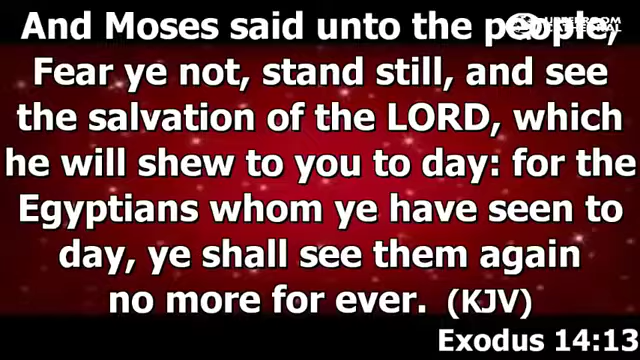 And Moses said unto the people,
Fear ye not, stand still, and see
the salvation of the LORD, which
he will shew to you to day: for the
Egyptians whom ye have seen to
day, ye shall see them again
no more for ever. (KJV)
Exodus 14:13